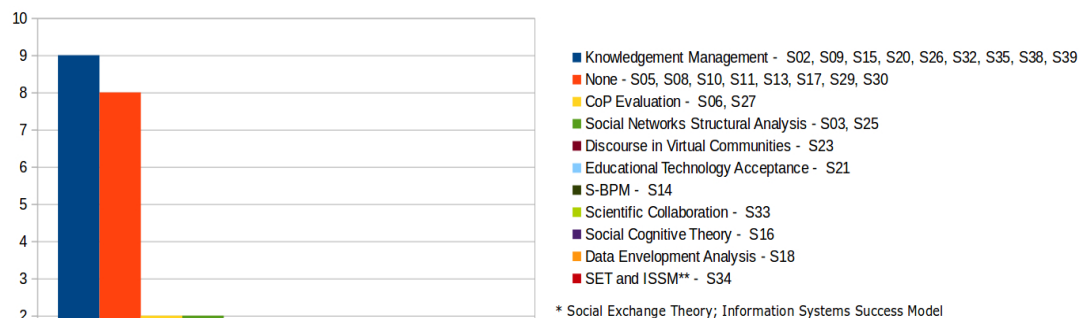 10
9
8
7
6
5
4
3
2
Knowledgement Management - S02, S09, S15, S20, S26, S32, S35, S38, S39
None - S05, S08, S10, S11, S13, S17, S29, S30
CoP Evaluation - S06, S27
Social Networks Structural Analysis - S03, S25
Discourse in Virtual Communities - S23
Educational Technology Acceptance - S21
S-BPM - S14
Scientific Collaboration - S33
Social Cognitive Theory - S16
Data Envelopment Analysis - S18
SET and ISSM** - S34
* Social Exchange Theory; Information Systems Success Model